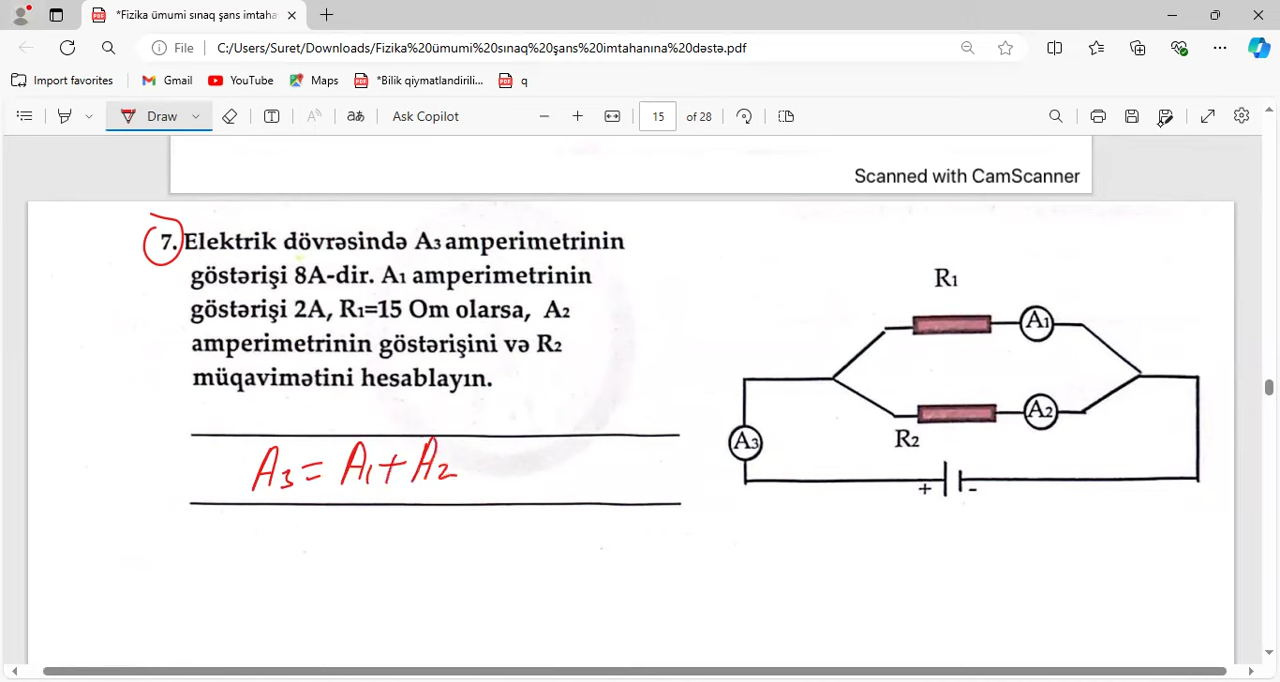 *Fizika ümumi sınaq şans imtaha
File C:/Users/Suret/Downloads/Fizika%20ümumi%20sınaq%20şans%20imtahanına%20dəstə.pdf
Import favorites Gmail YouTube Maps *Bilik qiymatlandirili... q
Draw aあ Ask Copilot 15 of 28
Scanned with CamScanner
7. Elektrik dövrəsində A3 amperimetrinin
göstərişi 8A-dir. A1 amperimetrinin
göstərişi 2A, R1=15 Om olarsa, A2
amperimetrinin göstərişini və R2
müqavimətini hesablayın.
A3 = A1 + A2
R1
A1
A2
R2
A3
+ -